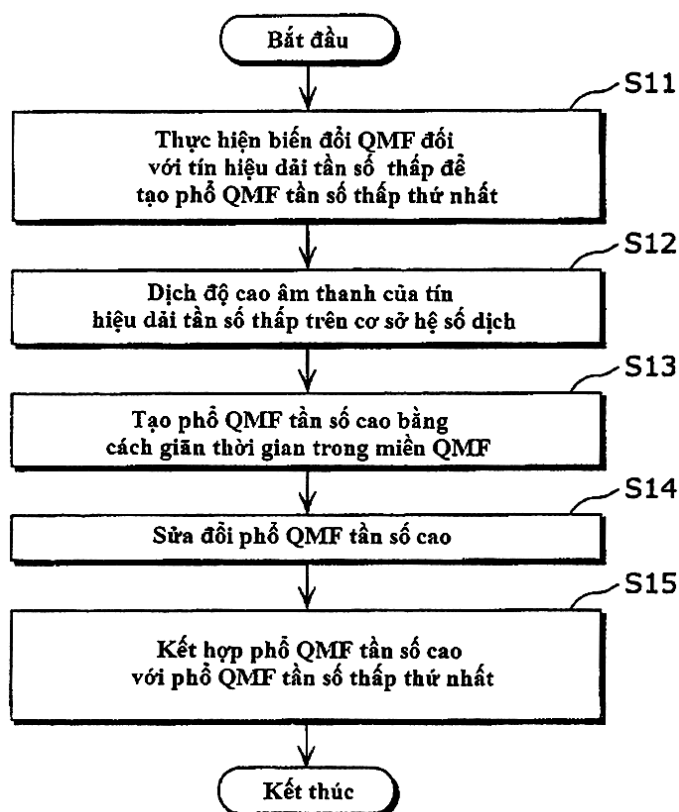 Bắt đầu
S11
Thực hiện biến đổi QMF đối
với tín hiệu dải tần số thấp để
tạo phổ QMF tần số thấp thứ nhất
S12
Dịch độ cao âm thanh của tín
hiệu dải tần số thấp trên cơ sở hệ số dịch
S13
Tạo phổ QMF tần số cao bằng
cách giãn thời gian trong miền QMF
S14
Sửa đổi phổ QMF tần số cao
S15
Kết hợp phổ QMF tần số cao
với phổ QMF tần số thấp thứ nhất
Kết thúc